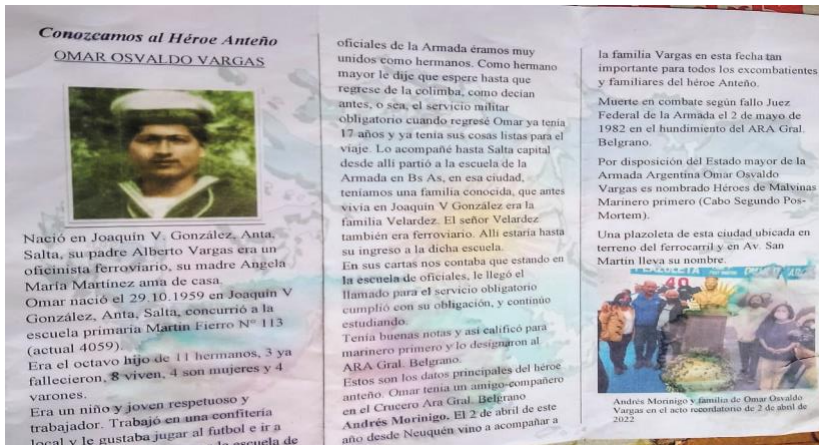 Conozcamos al Héroe Anteño
OMAR OSVALDO VARGAS
Nació en Joaquín V. González, Anta,
Salta, su padre Alberto Vargas era un
oficinista ferroviario, su madre Angela
María Martínez ama de casa.
Omar nació el 29.10.1959 en Joaquín V
González, Anta, Salta, concurrió a la
escuela primaria Martín Fierro N° 113
(actual 4059).
Era el octavo hijo de 11 hermanos, 3 ya
fallecieron, 8 viven, 4 son mujeres y 4
varones.
Era un niño y joven respetuoso y
trabajador. Trabajó en una confitería
local y le gustaba jugar al futbol e ir a
la escuela de
oficiales de la Armada éramos muy
unidos como hermanos. Como hermano
mayor le dije que espere hasta que
regrese de la colimba, como decían
antes, o sea, el servicio militar
obligatorio cuando regresé Omar ya tenía
17 años y ya tenía sus cosas listas para el
viaje. Lo acompañé hasta Salta capital
desde allí partió a la escuela de la
Armada en Bs As, en esa ciudad,
teníamos una familia conocida, que antes
vivía en Joaquín V González era la
familia Velardez. El señor Velardez
también era ferroviario. Allí estaría hasta
su ingreso a la dicha escuela.
En sus cartas nos contaba que estando en
la escuela de oficiales, le llegó el
llamado para el servicio obligatorio
cumplió con su obligación, y continúo
estudiando.
Tenía buenas notas y así calificó para
marinero primero y lo designaron al
ARA Gral. Belgrano.
Estos son los datos principales del héroe
anteño. Omar tenía un amigo-compañero
en el Crucero Ara Gral. Belgrano
Andrés Morinigo. El 2 de abril de este
año desde Neuquén vino a acompañar a
la familia Vargas en esta fecha tan
importante para todos los excombatientes
y familiares del héroe Anteño.
Muerte en combate según fallo Juez
Federal de la Armada el 2 de mayo de
1982 en el hundimiento del ARA Gral.
Belgrano.
Por disposición del Estado mayor de la
Armada Argentina Omar Osvaldo
Vargas es nombrado Héroes de Malvinas
Marinero primero (Cabo Segundo Pos-
Mortem).
Una plazoleta de esta ciudad ubicada en
terreno del ferrocarril y en Av. San
Martín lleva su nombre.
PLAZOLETA
40
Andrés Morinigo y familia de Omar Osvaldo
Vargas en el acto recordatorio de 2 de abril de
2022